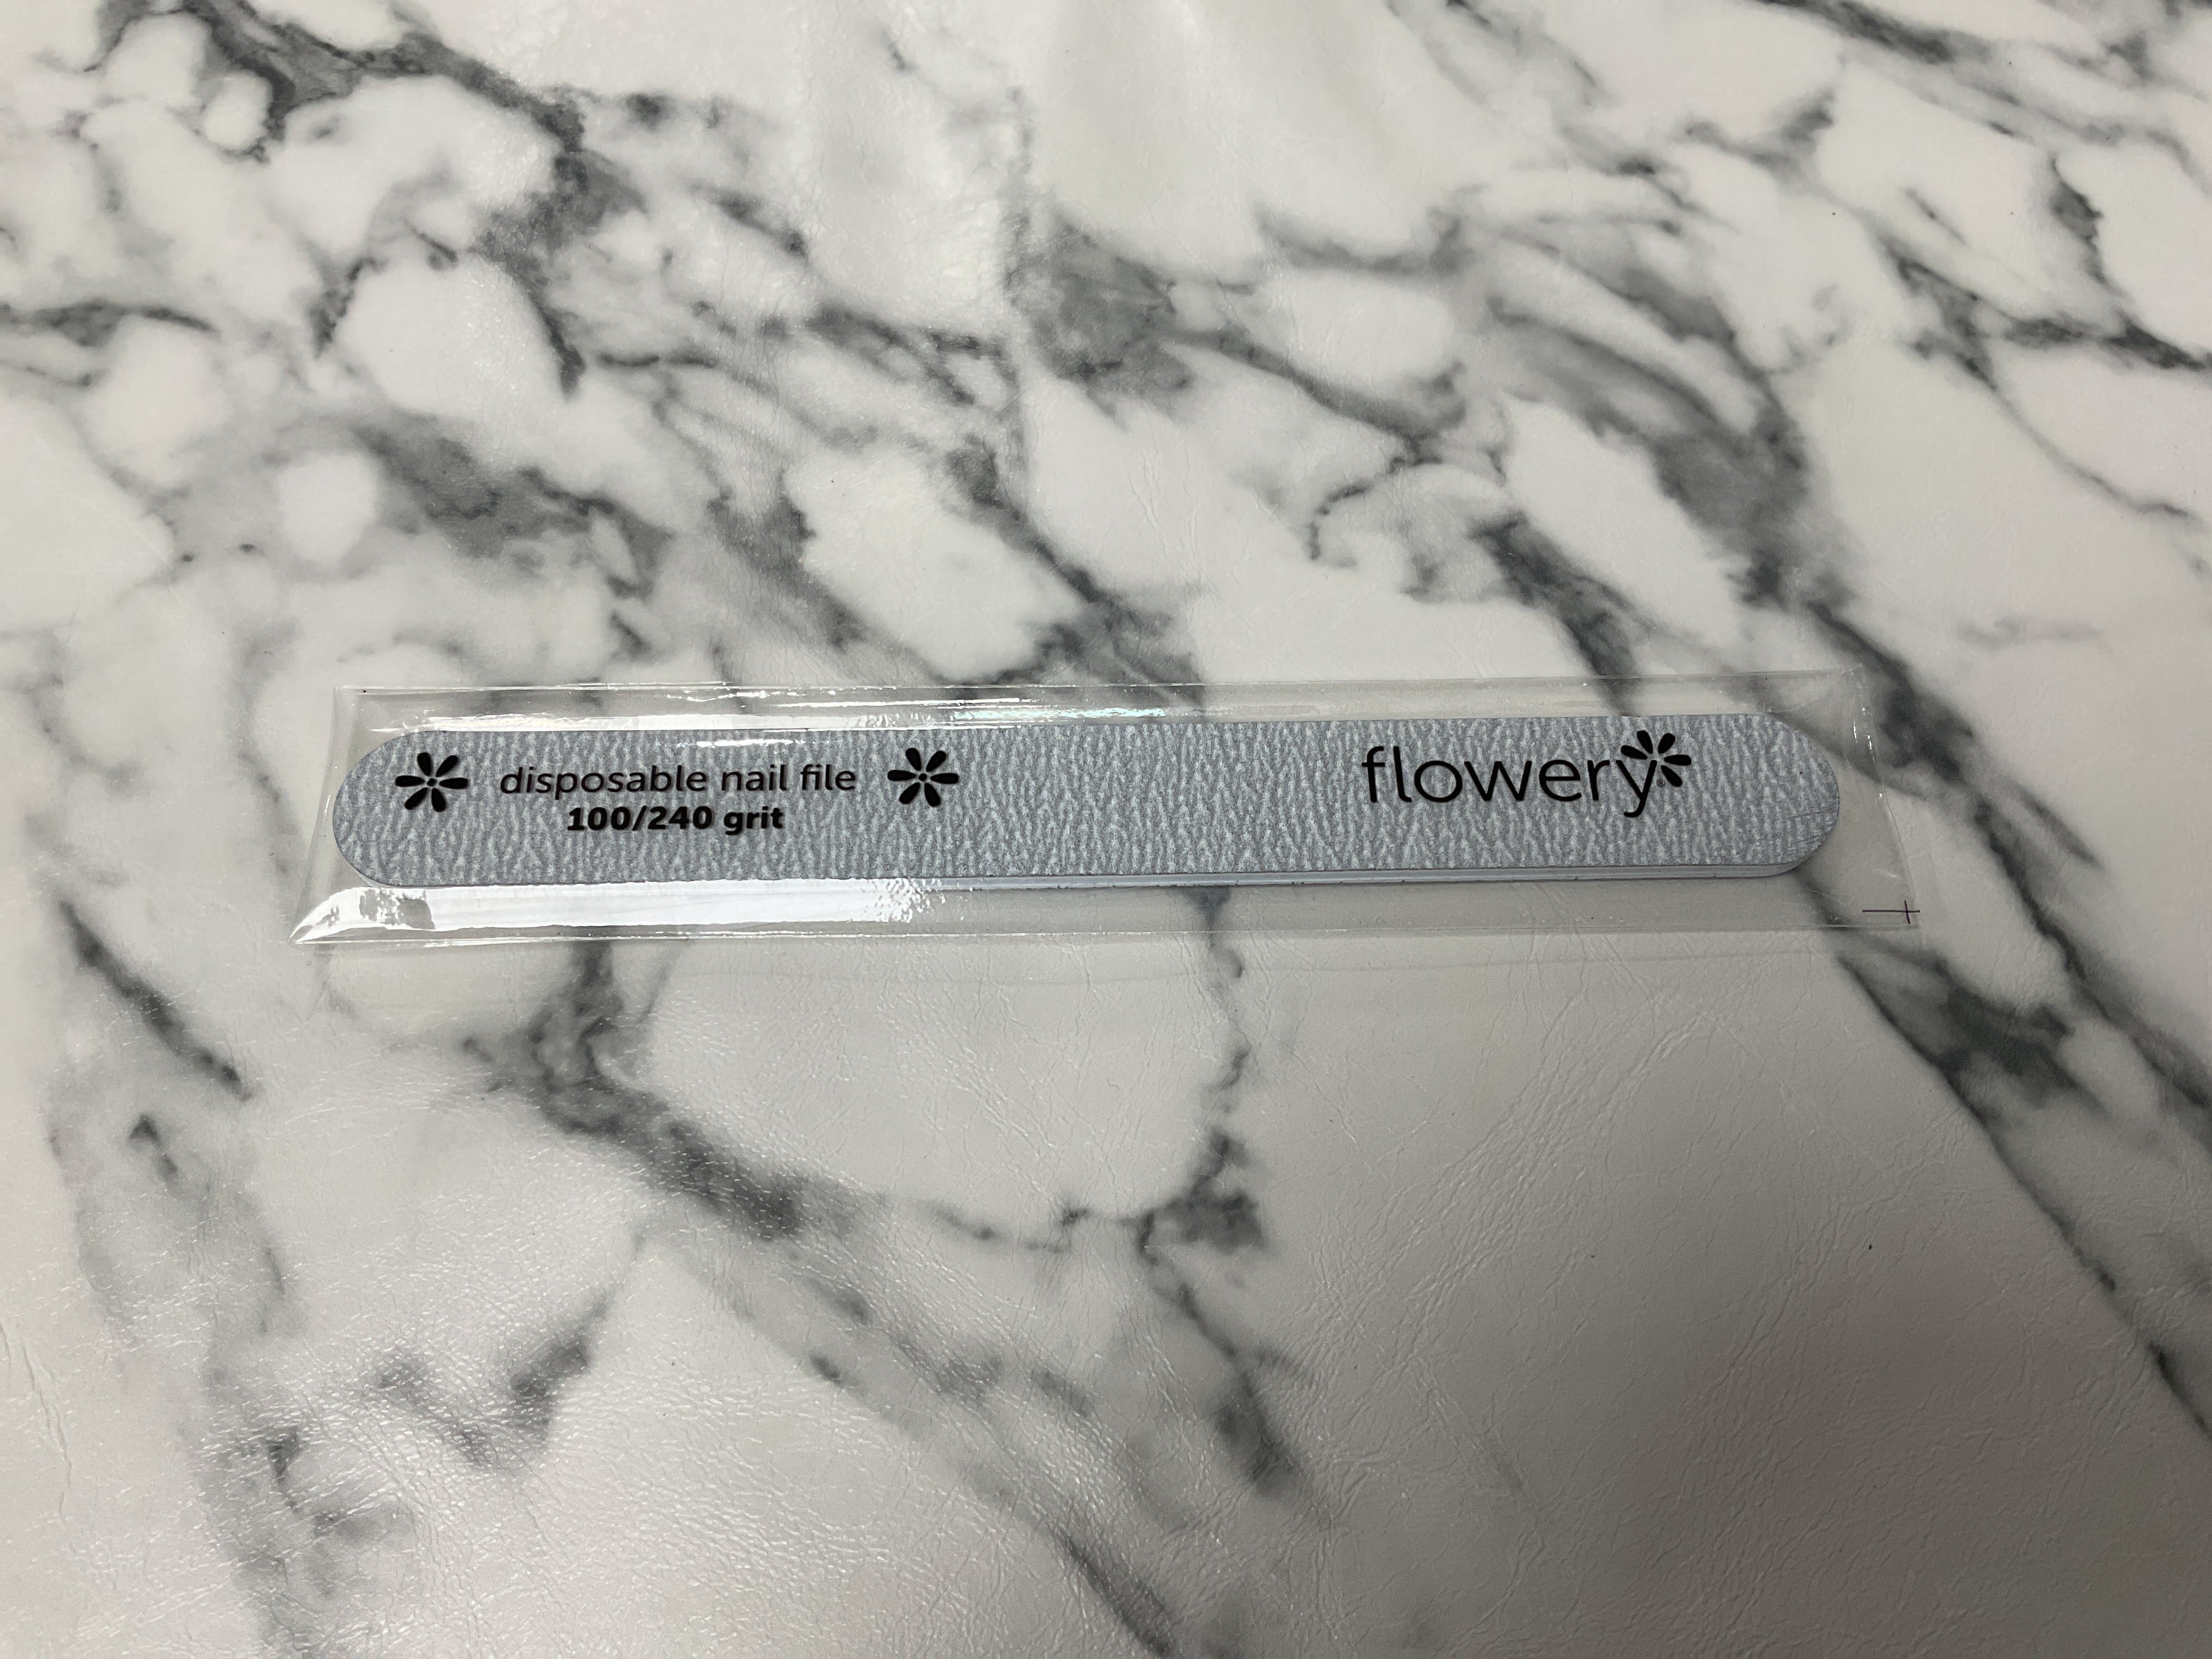 disposable nail file
100/240 grit
flowery®